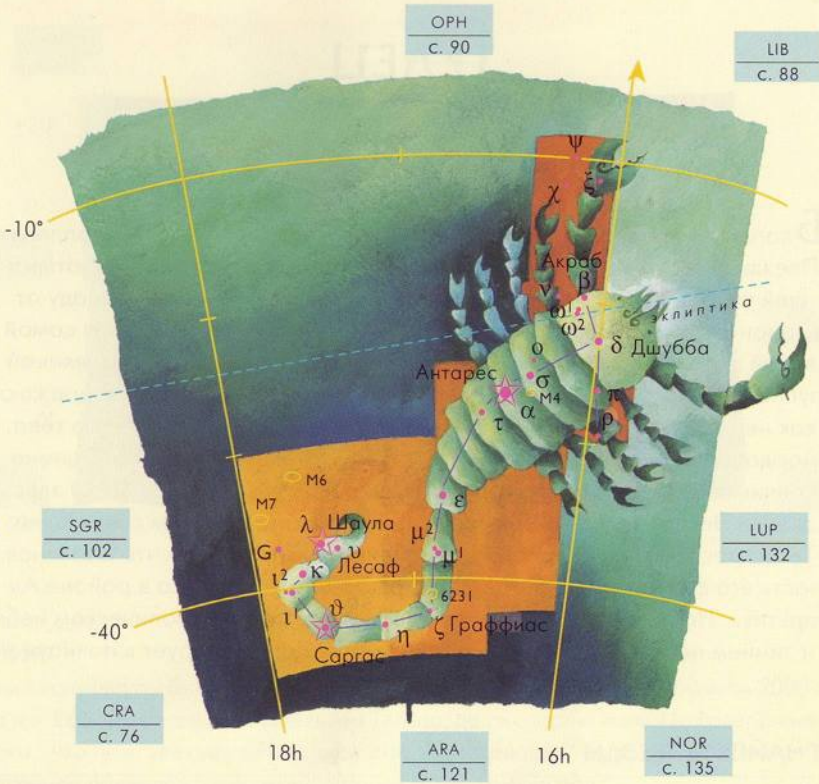 OPH
с. 90
LIB
с. 88
-10°
ψ
χ ξ
Акраб
ν β
ω¹
ω²
эклиптика
δ Дшубба
Антарес
ο
σ
M4
α
π
ρ
τ
M6
M7
ε
SGR
с. 102
λ Шаула
G υ
Лесаф
κ
ι²
ι¹
μ²
μ¹
LUP
с. 132
6231
-40°
ϑ
Саргас
η
ζ Граффиас
CRA
с. 76
18h
ARA
с. 121
16h
NOR
с. 135